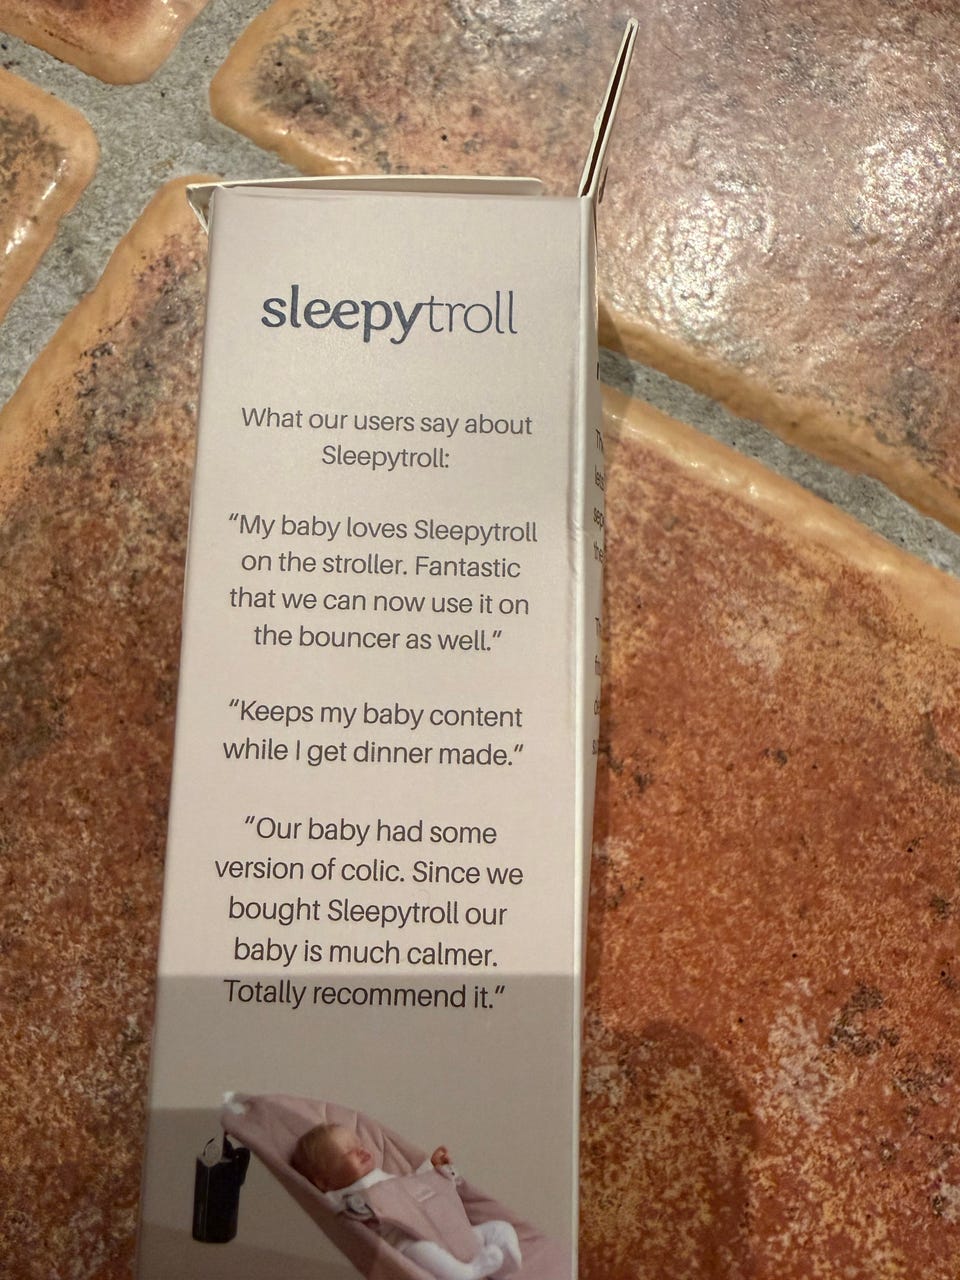 sleepytroll
What our users say about
Sleepytroll:
“My baby loves Sleepytroll
on the stroller. Fantastic
that we can now use it on
the bouncer as well.”
“Keeps my baby content
while I get dinner made.”
“Our baby had some
version of colic. Since we
bought Sleepytroll our
baby is much calmer.
Totally recommend it.”